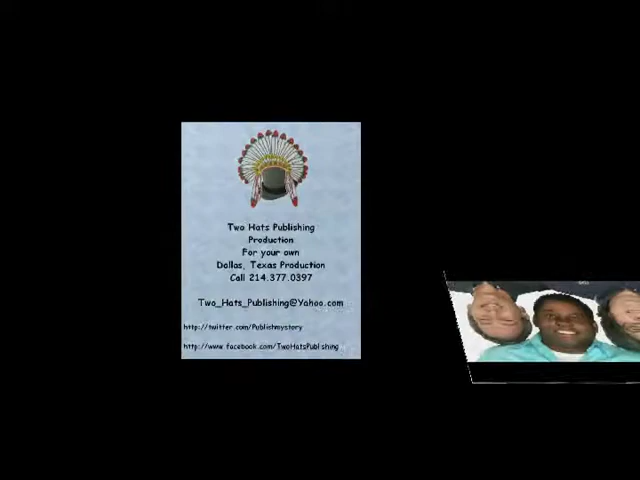 Two Hats Publishing
Production
For your own
Dallas, Texas Production
Call 214.377.0397
Two_Hats_Publishing@Yahoo.com
http://twitter.com/Publishmystory
http://www.facebook.com/TwoHatsPublishing